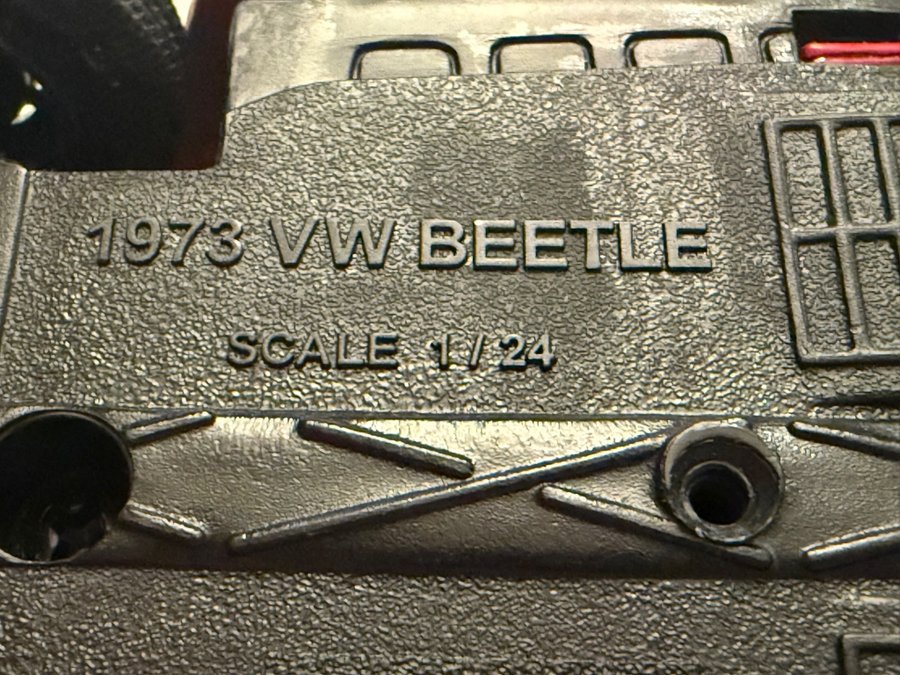 1973 VW BEETLE
SCALE 1/24